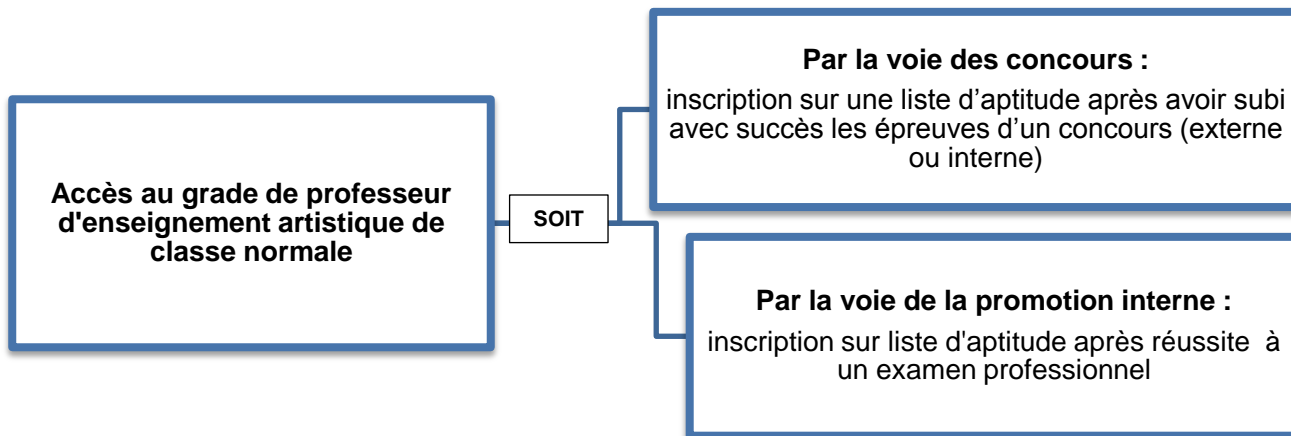 Accès au grade de professeur
d'enseignement artistique de
classe normale
SOIT
Par la voie des concours :
inscription sur une liste d’aptitude après avoir subi
avec succès les épreuves d’un concours (externe
ou interne)
Par la voie de la promotion interne :
inscription sur liste d'aptitude après réussite à
un examen professionnel